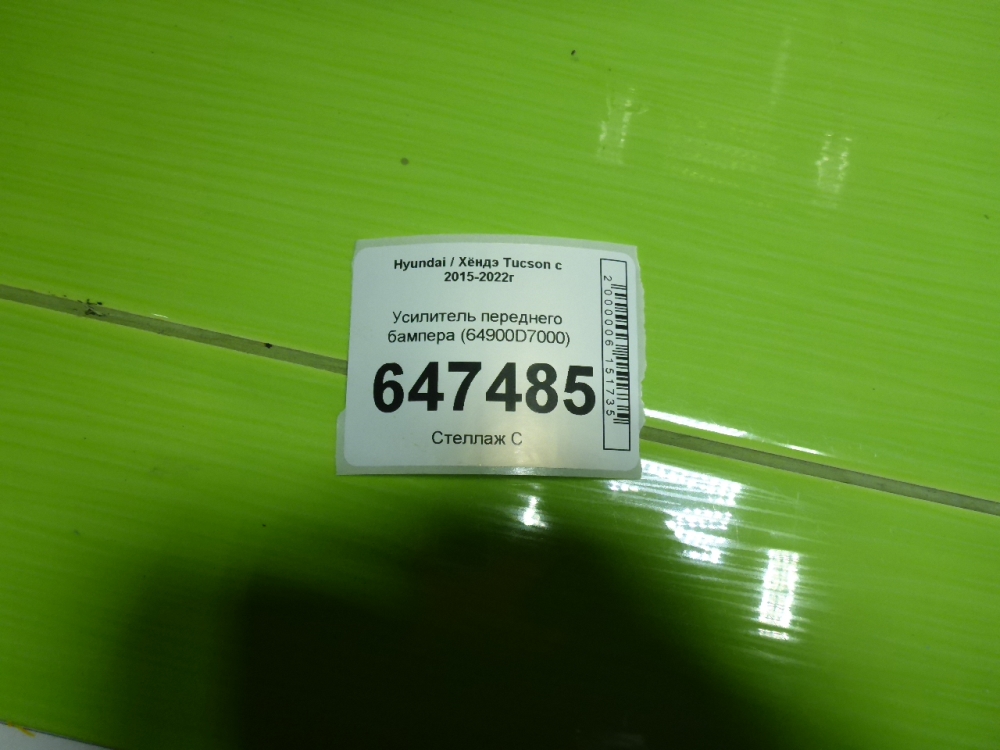 Hyundai / Хёндэ Tucson с
2015-2022г
Усилитель переднего
бампера (64900D7000)
647485
Стеллаж С
2000006151735